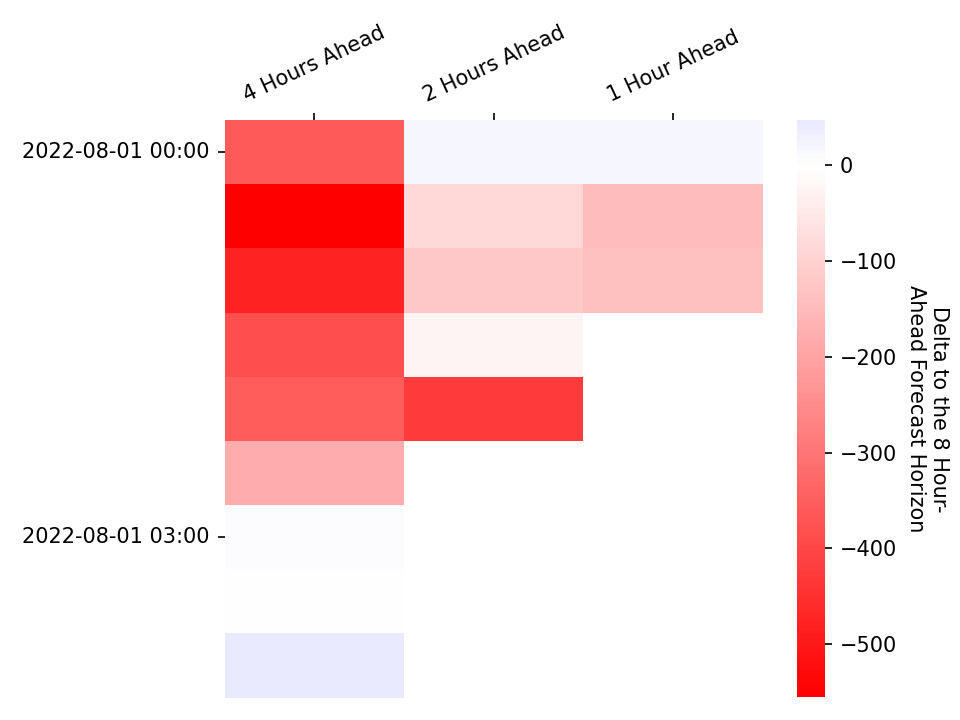 4 Hours Ahead
2 Hours Ahead
1 Hour Ahead
2022-08-01 00:00
2022-08-01 03:00
0
−100
−200
−300
−400
−500
Delta to the 8 Hour-
Ahead Forecast Horizon